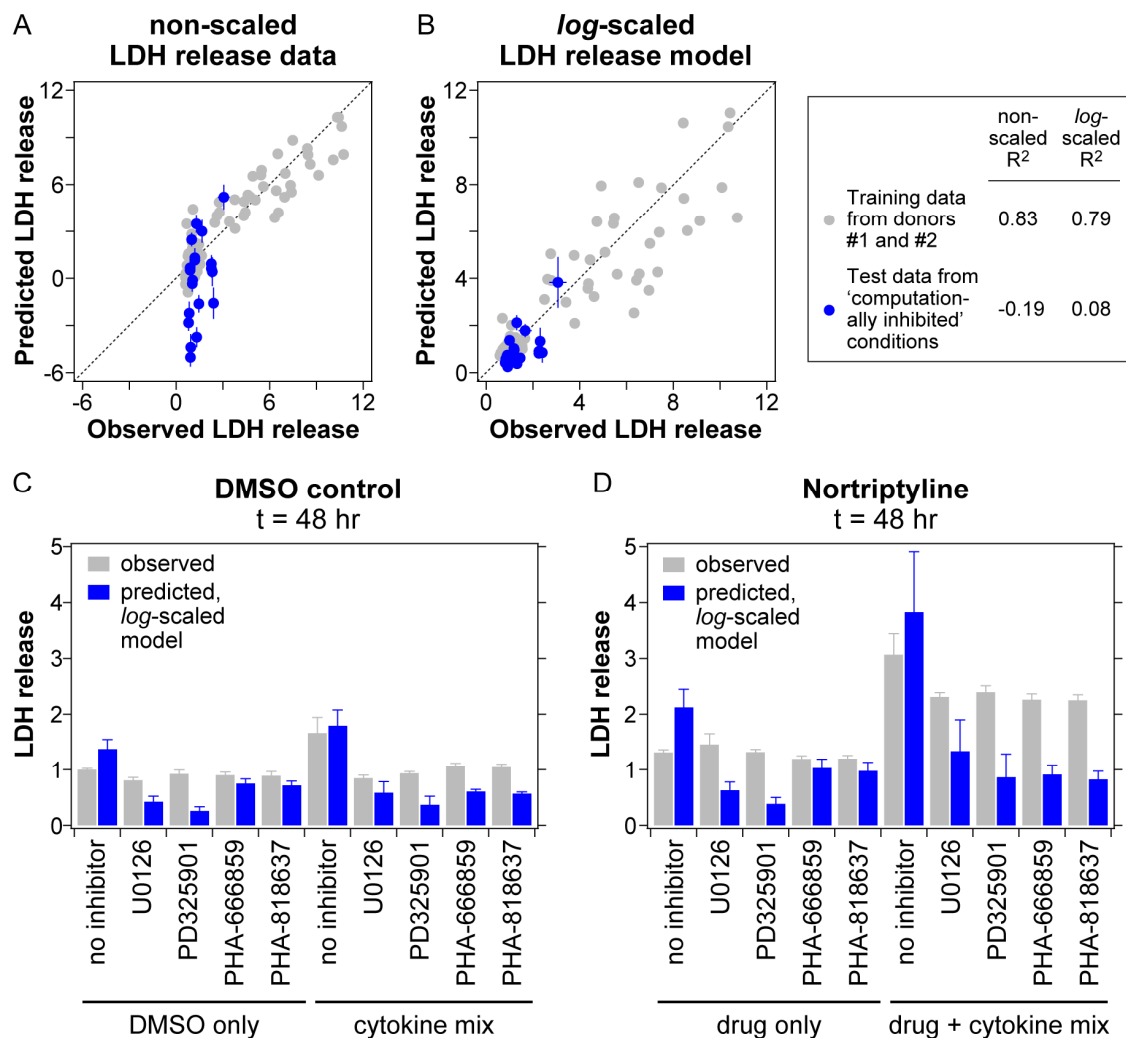 A
non-scaled
LDH release data
12
6
0
-6
Predicted LDH release
-6
0
6
12
Observed LDH release
B
log-scaled
LDH release model
12
8
4
0
Predicted LDH release
0
4
8
12
Observed LDH release
non-
scaled
R2
log-
scaled
R2
Training data
from donors
#1 and #2
0.83
0.79
Test data from
‘computation-
ally inhibited’
conditions
-0.19
0.08
C
DMSO control
t = 48 hr
observed
predicted,
log-scaled
model
5
4
3
2
1
0
LDH release
no inhibitor
U0126
PD325901
PHA-666859
PHA-818637
no inhibitor
U0126
PD325901
PHA-666859
PHA-818637
DMSO only
cytokine mix
D
Nortriptyline
t = 48 hr
observed
predicted,
log-scaled
model
5
4
3
2
1
0
LDH release
no inhibitor
U0126
PD325901
PHA-666859
PHA-818637
no inhibitor
U0126
PD325901
PHA-666859
PHA-818637
drug only
drug + cytokine mix